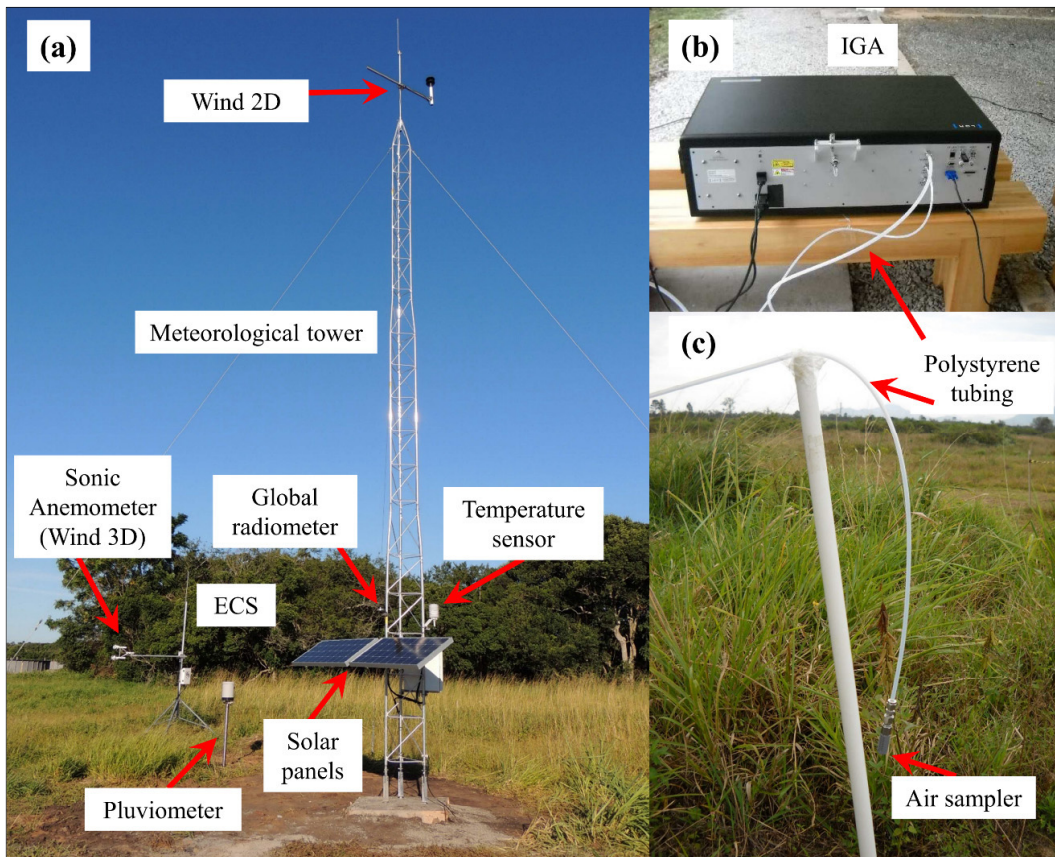 (a)
Wind 2D
Meteorological tower
Sonic
Anemometer
(Wind 3D)
Global
radiometer
Temperature
sensor
ECS
Solar
panels
Pluviometer
(b)
IGA
Polystyrene
tubing
(c)
Air sampler